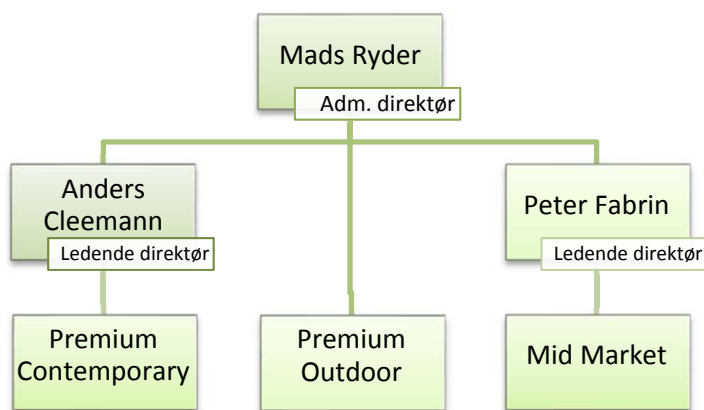 Mads Ryder
Adm. direktør
Anders
Cleemann
Ledende direktør
Peter Fabrin
Ledende direktør
Premium
Contemporary
Premium
Outdoor
Mid Market